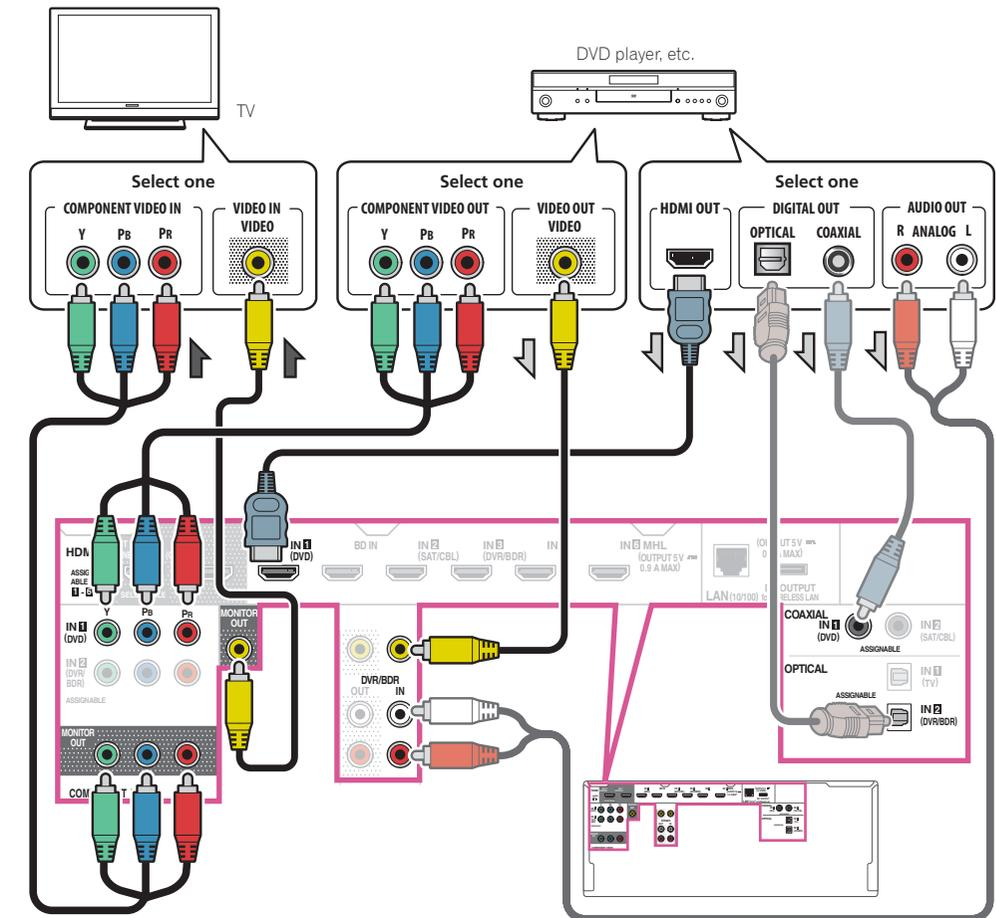 DVD player, etc.
TV
Select one
Select one
Select one
COMPONENT VIDEO IN
VIDEO IN
COMPONENT VIDEO OUT
VIDEO OUT
HDMI OUT
DIGITAL OUT
AUDIO OUT
Y PB PR
VIDEO
Y PB PR
VIDEO
OPTICAL
COAXIAL
R ANALOG L
ASSIGNABLE
1
-
6
IN 1
(DVD)
BD IN
IN 2
(SAT/CBL)
IN 3
(DVR/BDR)
IN
IN 6 MHL
(OUTPUT 5V
0.9 A MAX)
LAN (10/100)
OUTPUT
Y PB PR
IN 1
(DVD)
IN 2
(DVR/
BDR)
ASSIGNABLE
MONITOR
OUT
MONITOR
OUT
DVR/BDR
OUT IN
COAXIAL
IN 1
(DVD)
IN 2
(SAT/CBL)
ASSIGNABLE
OPTICAL
IN 1
(TV)
ASSIGNABLE
IN 2
(DVR/BDR)